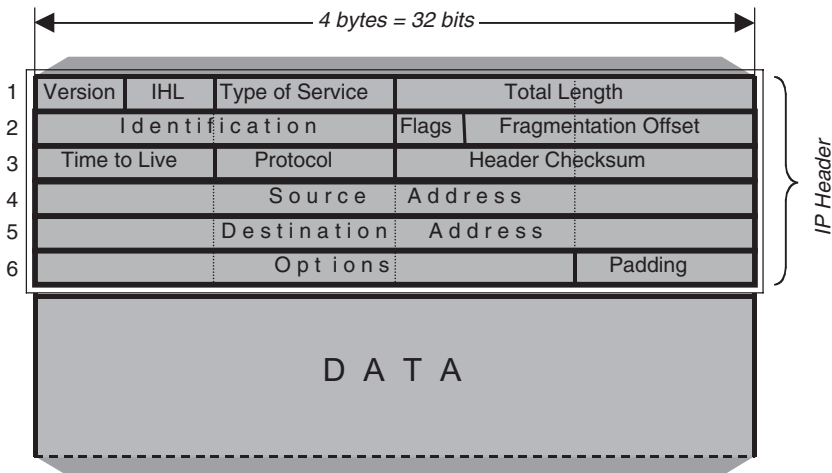 4 bytes = 32 bits
1 Version IHL Type of Service Total Length
2 Identification Flags Fragmentation Offset
3 Time to Live Protocol Header Checksum
4 Source Address
5 Destination Address
6 Options Padding
IP Header
DATA